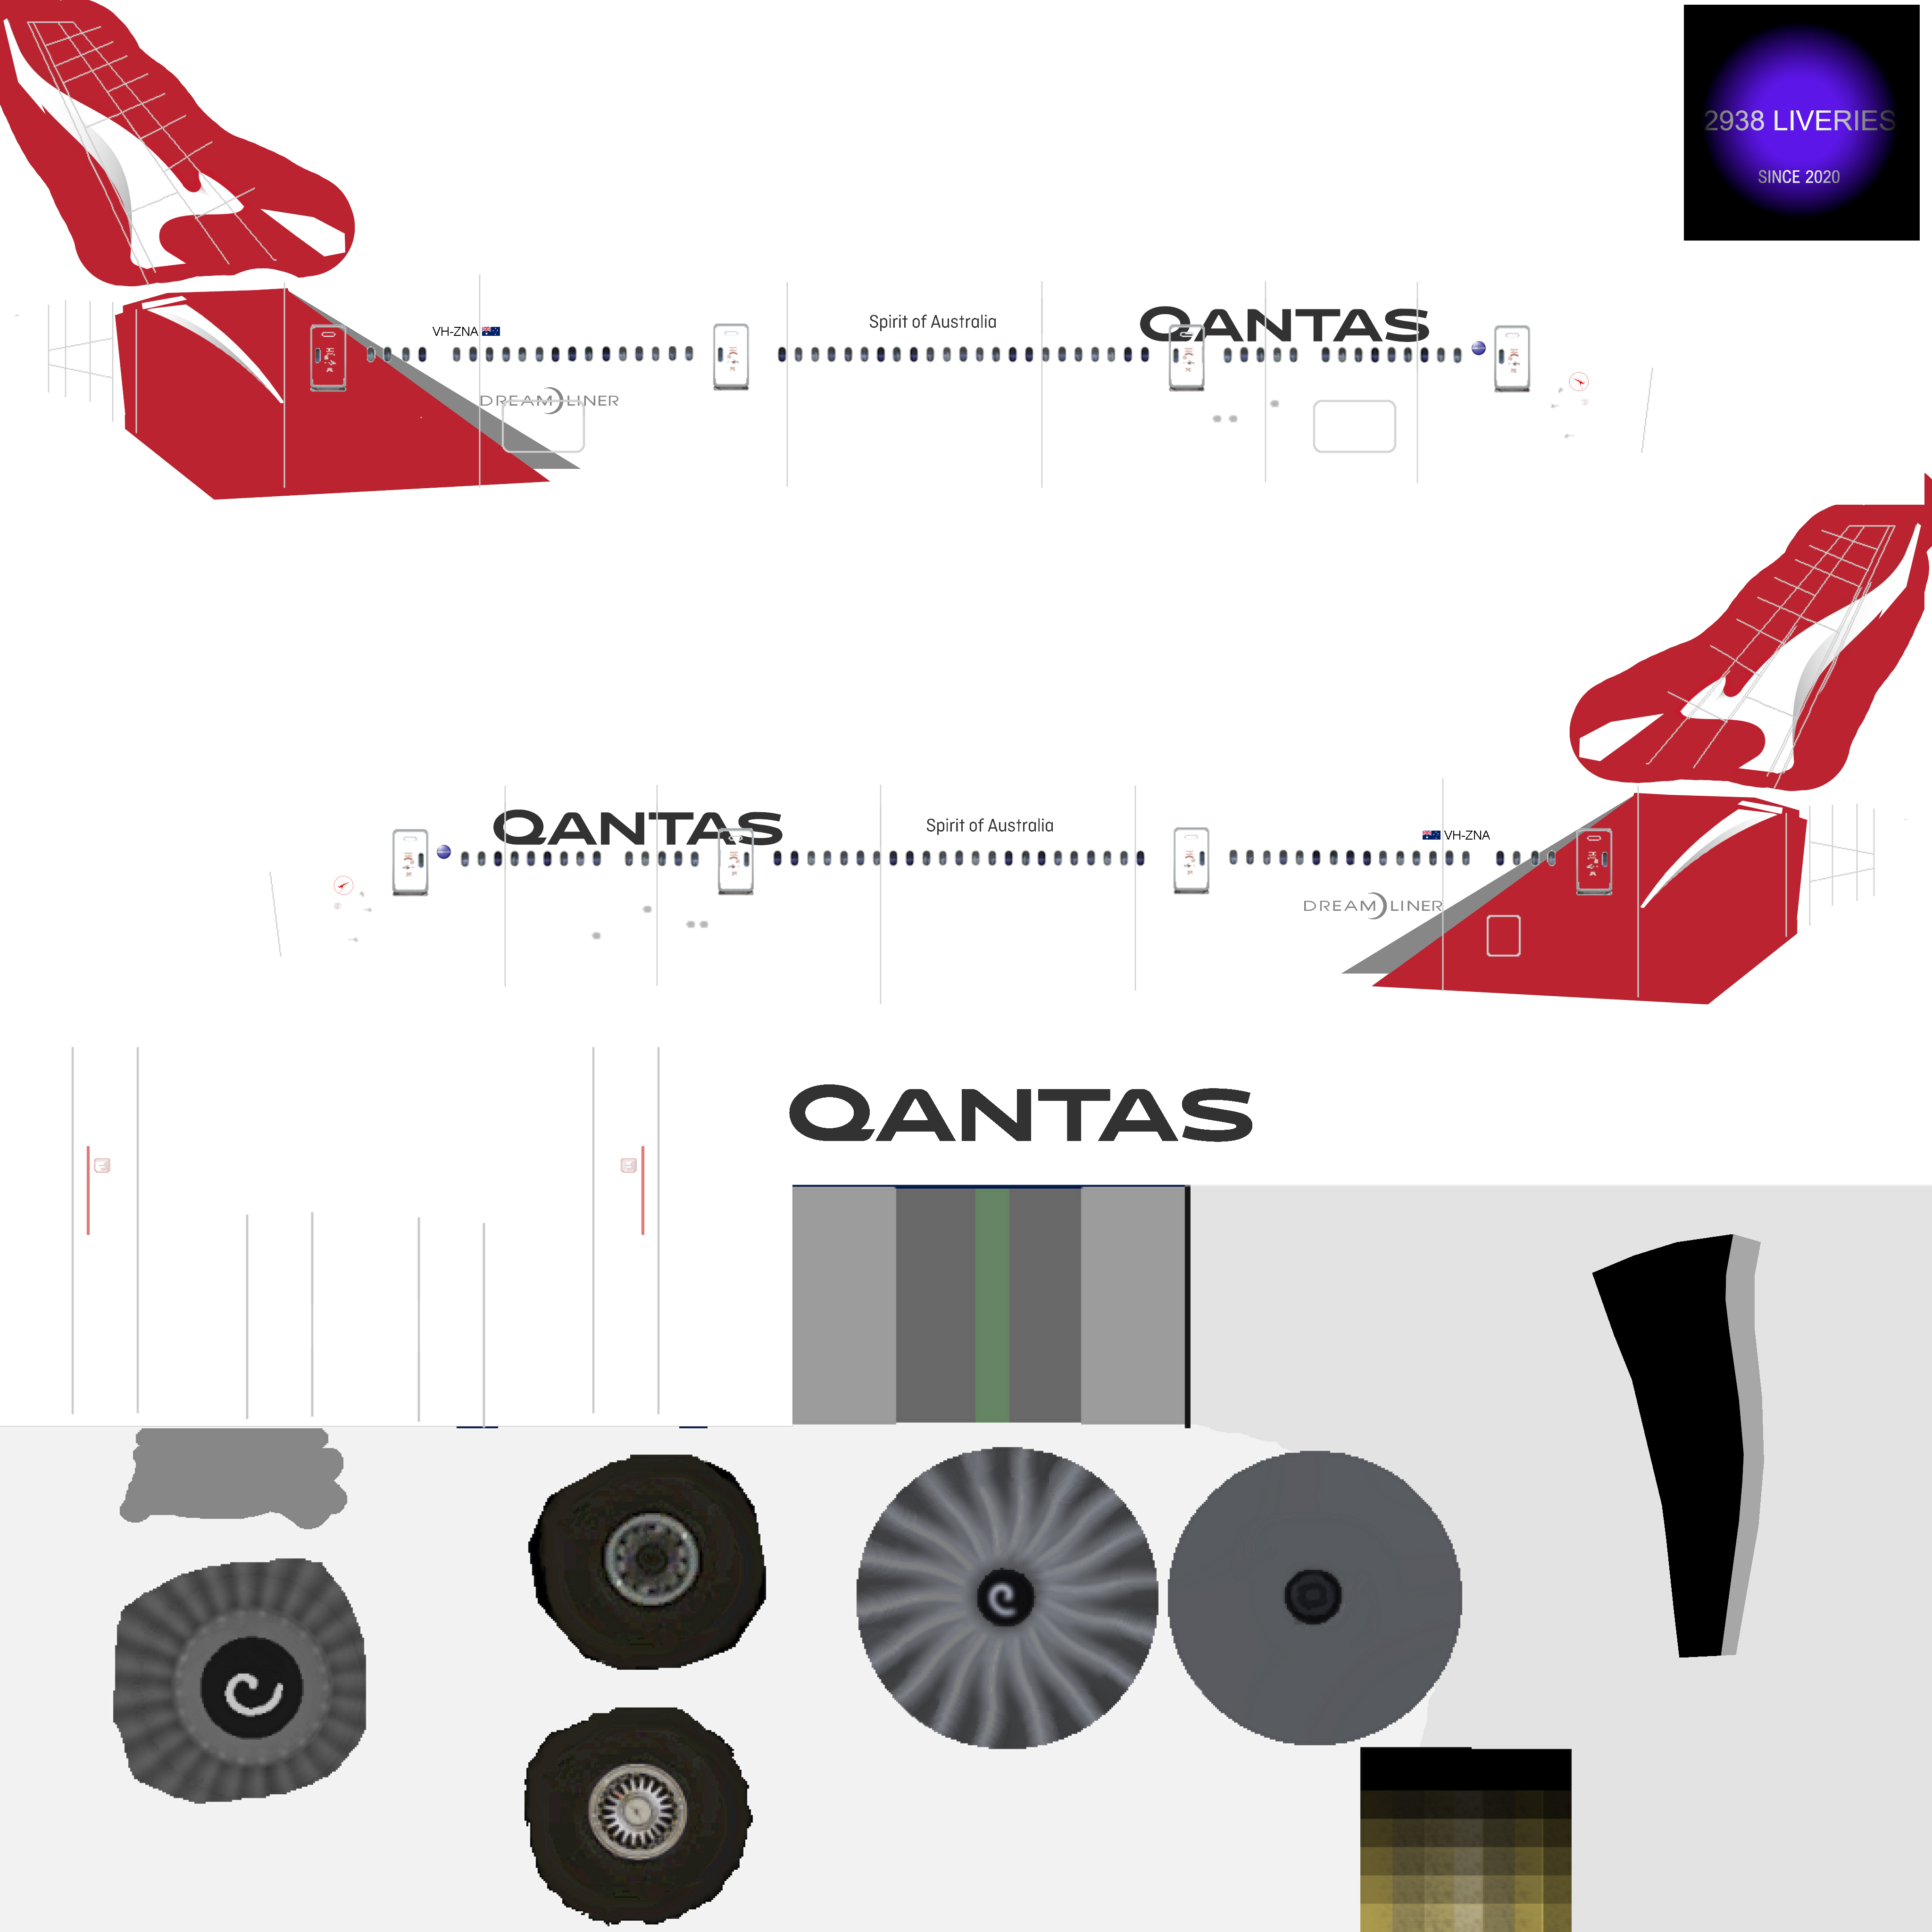 2938 LIVERIES
SINCE 2020
QANTAS
Spirit of Australia
VH-ZNA
DREAMLINER
QANTAS
Spirit of Australia
VH-ZNA
DREAMLINER
QANTAS